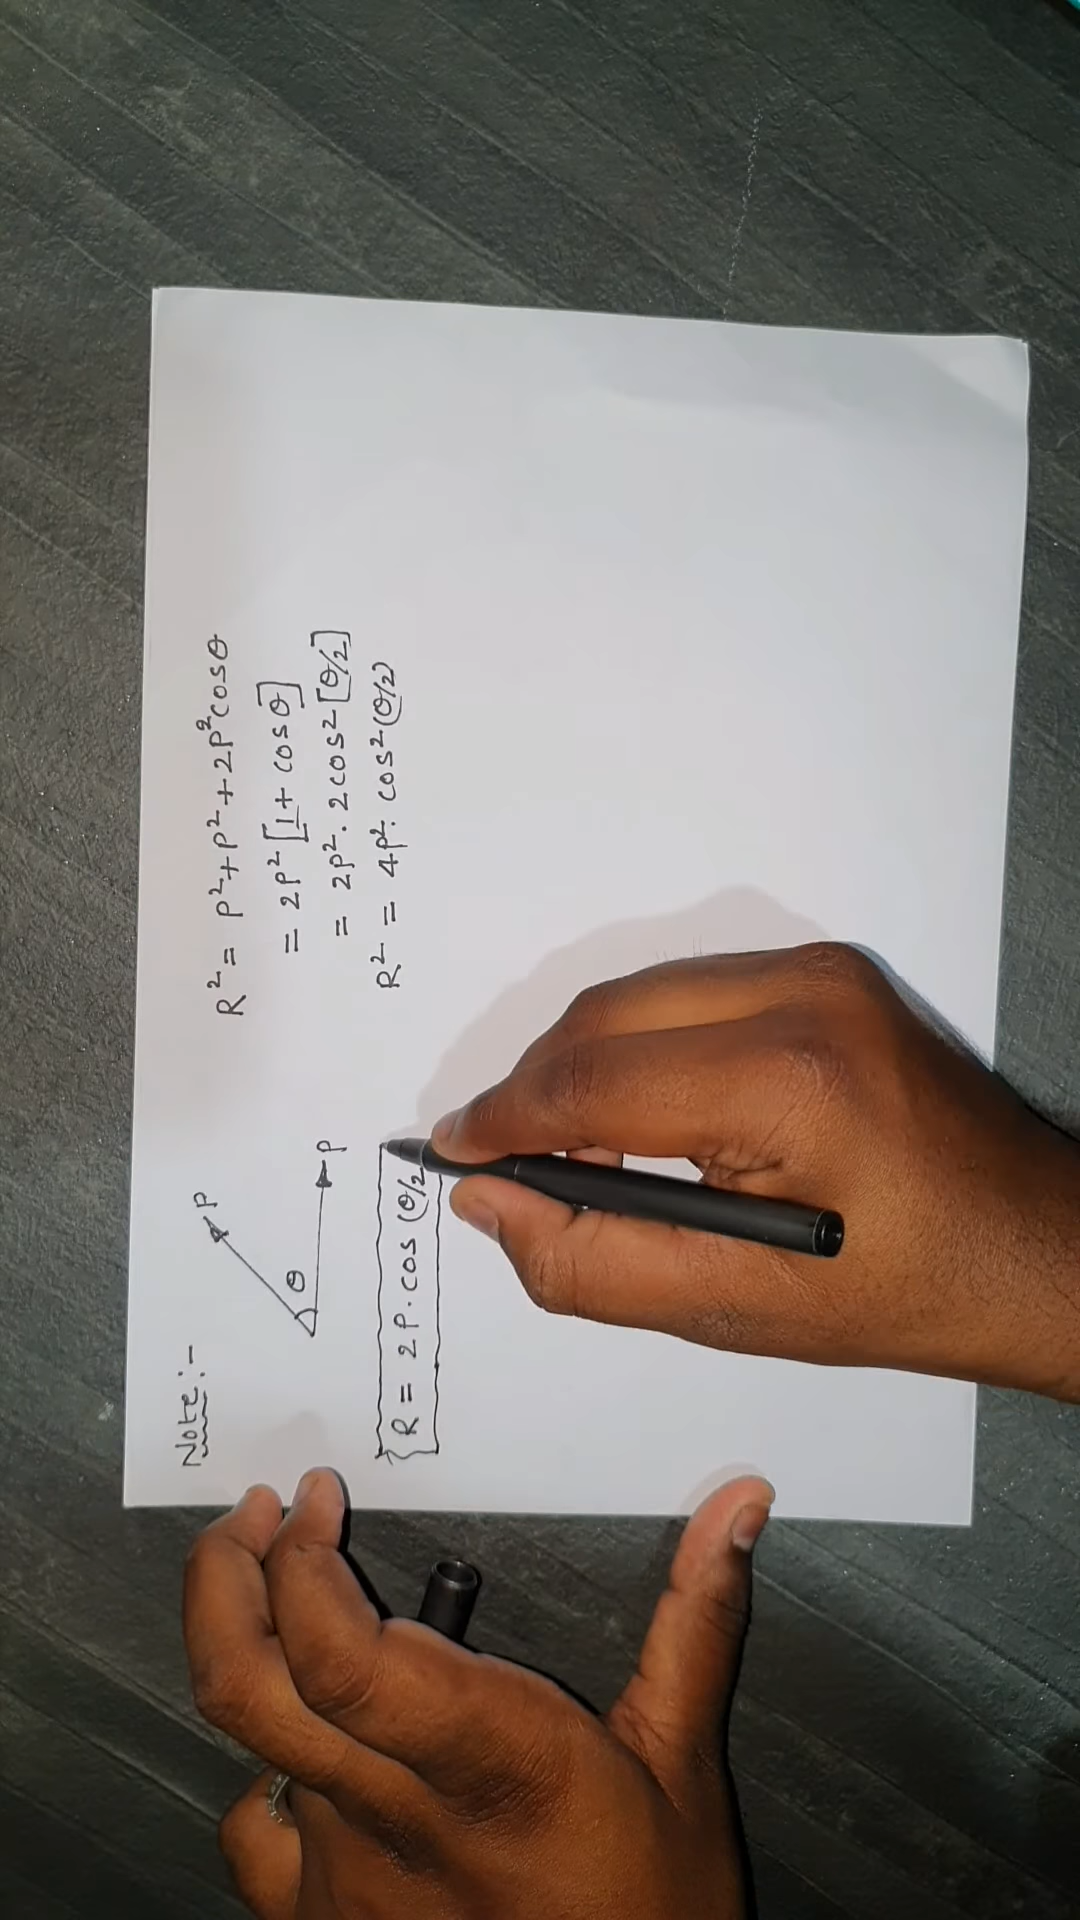 Note:-
P
θ
P
R² = P²+P²+2P²cosθ
= 2P²[1+cosθ]
= 2P².2cos²[θ/2]
R² = 4P².cos²(θ/2)
R = 2P.cos(θ/2